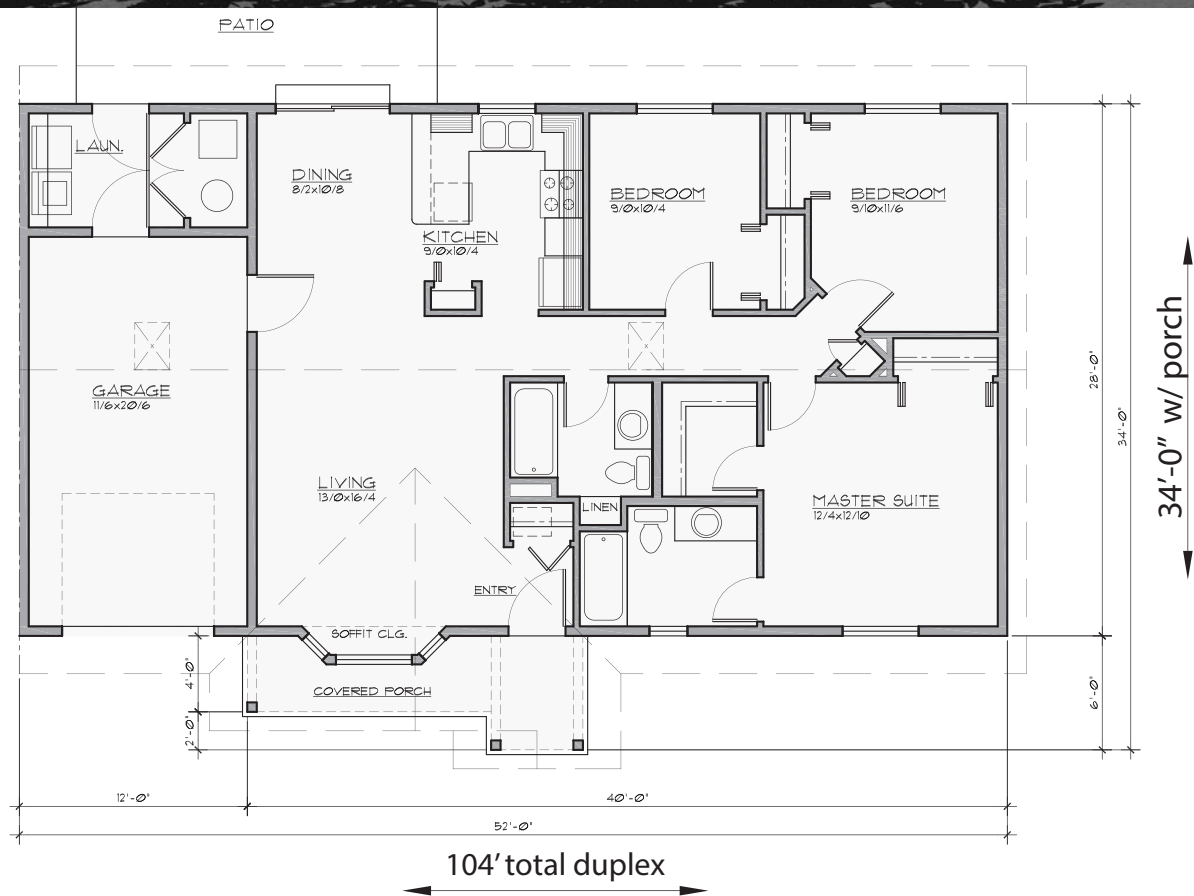 PATIO
LAUN.
DINING
8/2x10/8
KITCHEN
9/0x10/4
BEDROOM
9/0x10/4
BEDROOM
9/10x11/6
GARAGE
11/6x20/6
LIVING
13/0x16/4
LINEN
MASTER SUITE
12/4x12/10
ENTRY
SOFFIT CLG.
COVERED PORCH
4'-0"
2'-0"
28'-0"
34'-0"
6'-0"
34'-0" w/ porch
12'-0"
40'-0"
52'-0"
104' total duplex